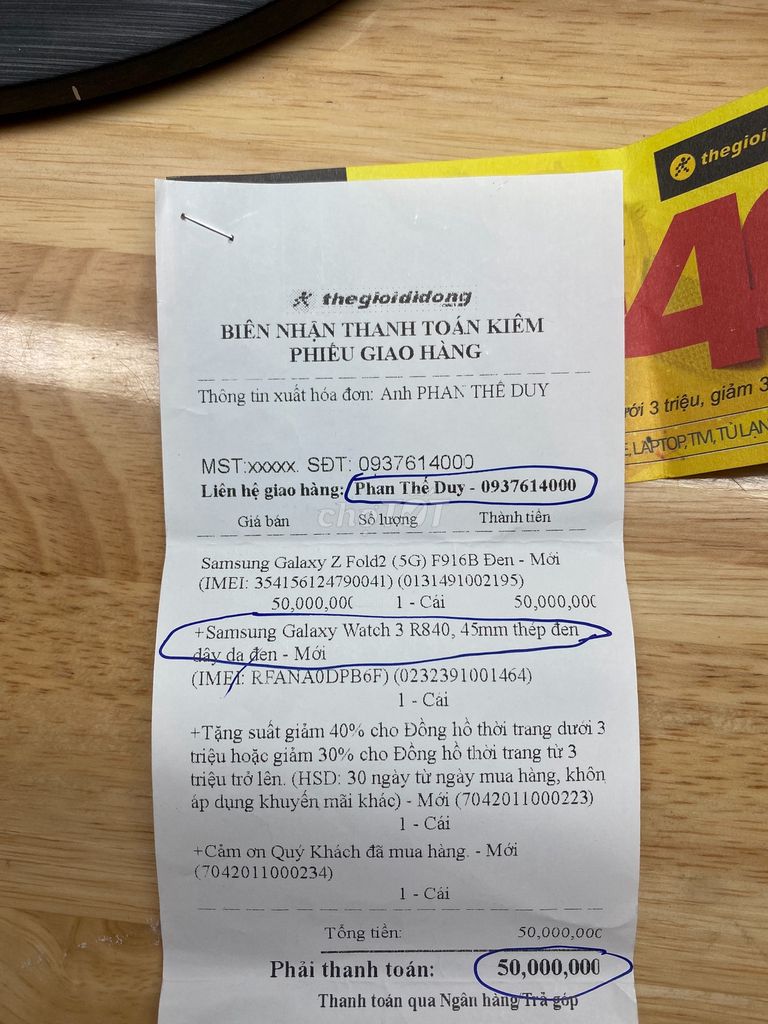 thegioi
4
ới 3 triệu, giảm 3
E, LAPTOP, TM, TỦ LẠN
thegioididong
.com
BIÊN NHẬN THANH TOÁN KIÊM
PHIẾU GIAO HÀNG
Thông tin xuất hóa đơn: Anh PHAN THẾ DUY
MST:xxxxx. SĐT: 0937614000
Liên hệ giao hàng: Phan Thế Duy - 0937614000
chợTỐT
Giá bán Số lượng Thành tiền
Samsung Galaxy Z Fold2 (5G) F916B Đen - Mới
(IMEI: 354156124790041) (0131491002195)
50,000,000 1 - Cái 50,000,000
+Samsung Galaxy Watch 3 R840, 45mm thép đen
dây da đen - Mới
(IMEI: RFANA0DPB6F) (0232391001464)
1 - Cái
+Tặng suất giảm 40% cho Đồng hồ thời trang dưới 3
triệu hoặc giảm 30% cho Đồng hồ thời trang từ 3
triệu trở lên. (HSD: 30 ngày từ ngày mua hàng, khôn
áp dụng khuyến mãi khác) - Mới (7042011000223)
1 - Cái
+Cảm ơn Quý Khách đã mua hàng. - Mới
(7042011000234)
1 - Cái
Tổng tiền: 50,000,000
Phải thanh toán: 50,000,000
Thanh toán qua Ngân hàng/Trả góp